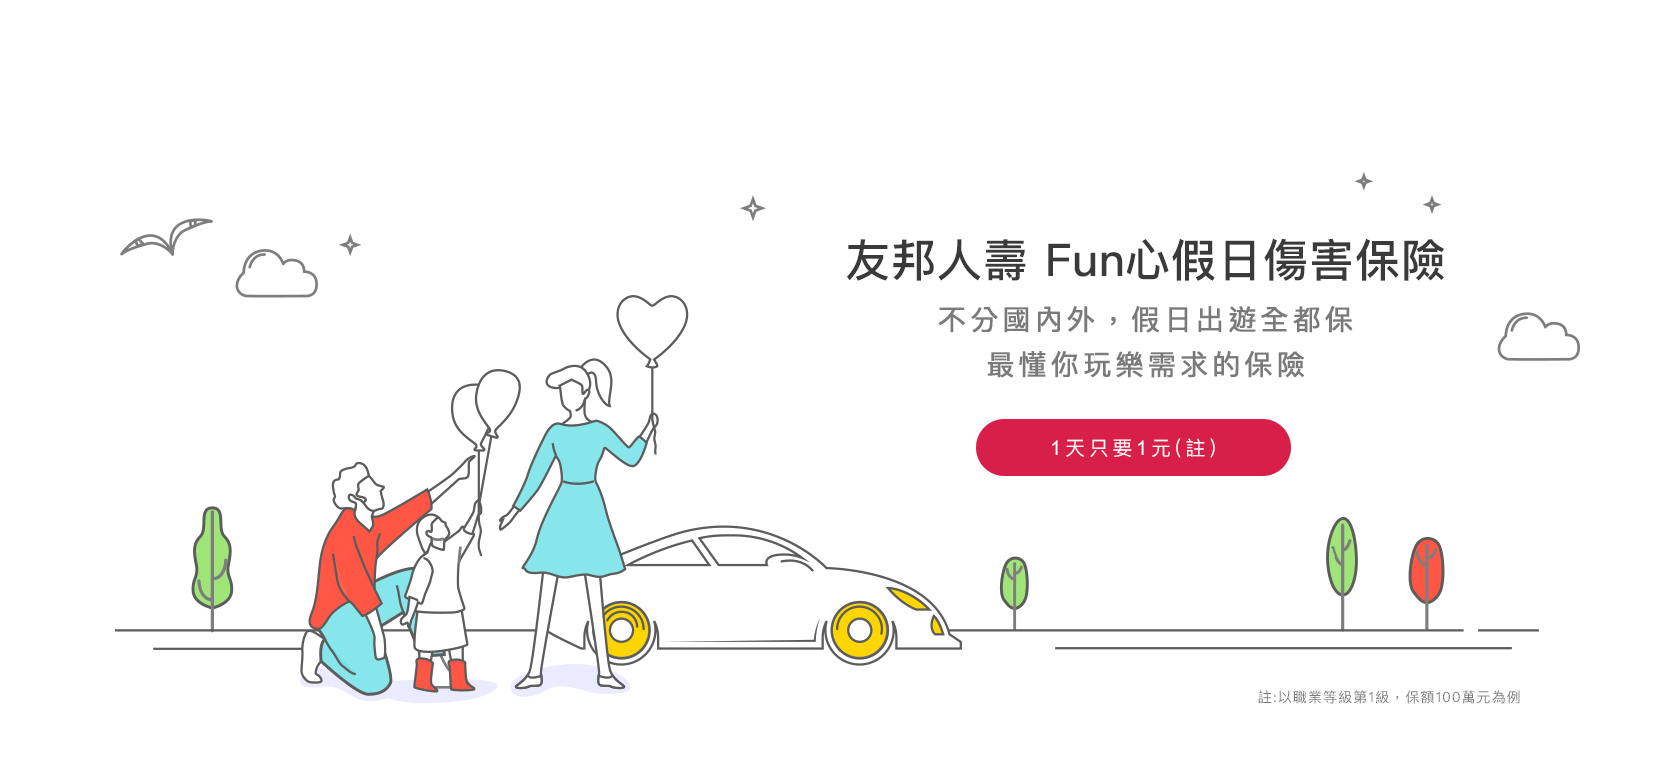 友邦人壽 Fun心假日傷害保險
不分國內外，假日出遊全都保
最懂你玩樂需求的保險
1天只要1元(註)
註:以職業等級第1級，保額100萬元為例